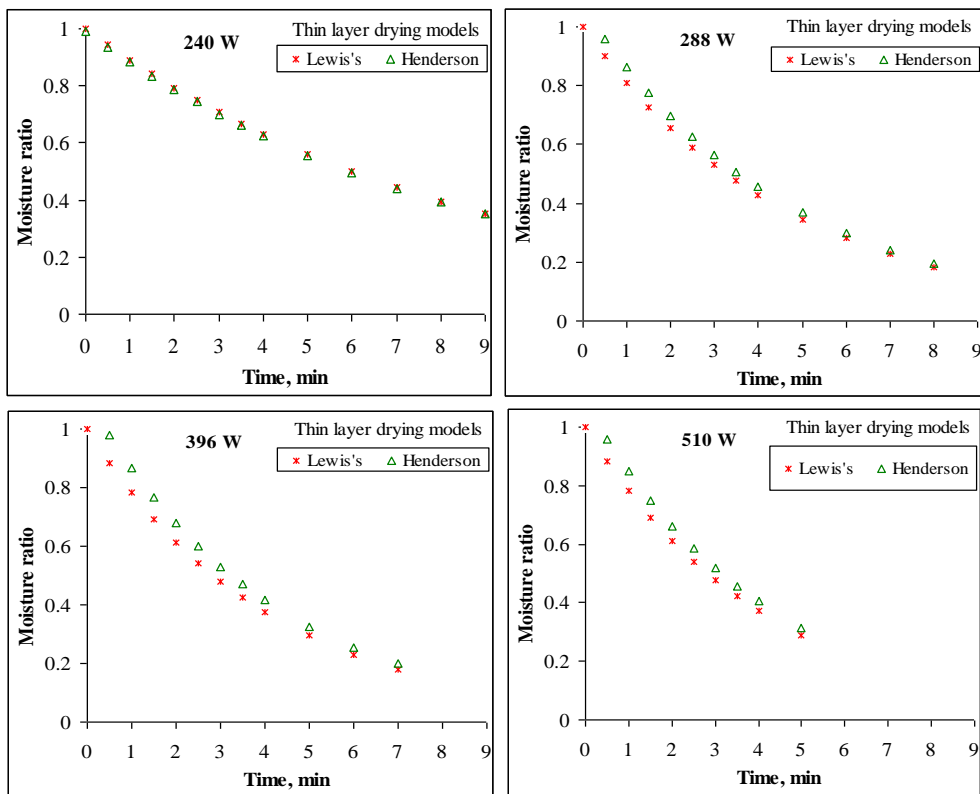 Thin layer drying models
240 W
Lewis's Henderson
1
0.8
0.6
0.4
0.2
0
Moisture ratio
0 1 2 3 4 5 6 7 8 9
Time, min
Thin layer drying models
288 W
Lewis's Henderson
1
0.8
0.6
0.4
0.2
0
Moisture ratio
0 1 2 3 4 5 6 7 8 9
Time, min
Thin layer drying models
396 W
Lewis's Henderson
1
0.8
0.6
0.4
0.2
0
Moisture ratio
0 1 2 3 4 5 6 7 8 9
Time, min
Thin layer drying models
510 W
Lewis's Henderson
1
0.8
0.6
0.4
0.2
0
Moisture ratio
0 1 2 3 4 5 6 7 8 9
Time, min